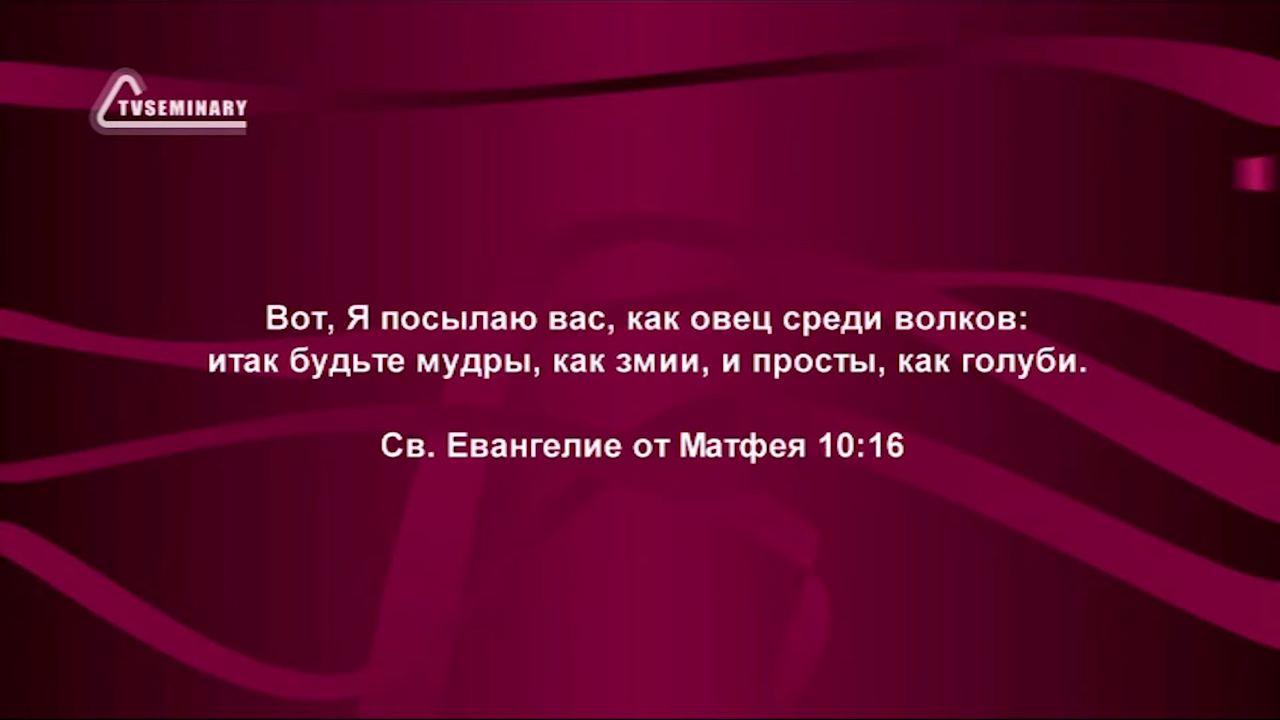 TVSEMINARY
Вот, Я посылаю вас, как овец среди волков:
итак будьте мудры, как змии, и просты, как голуби.
Св. Евангелие от Матфея 10:16